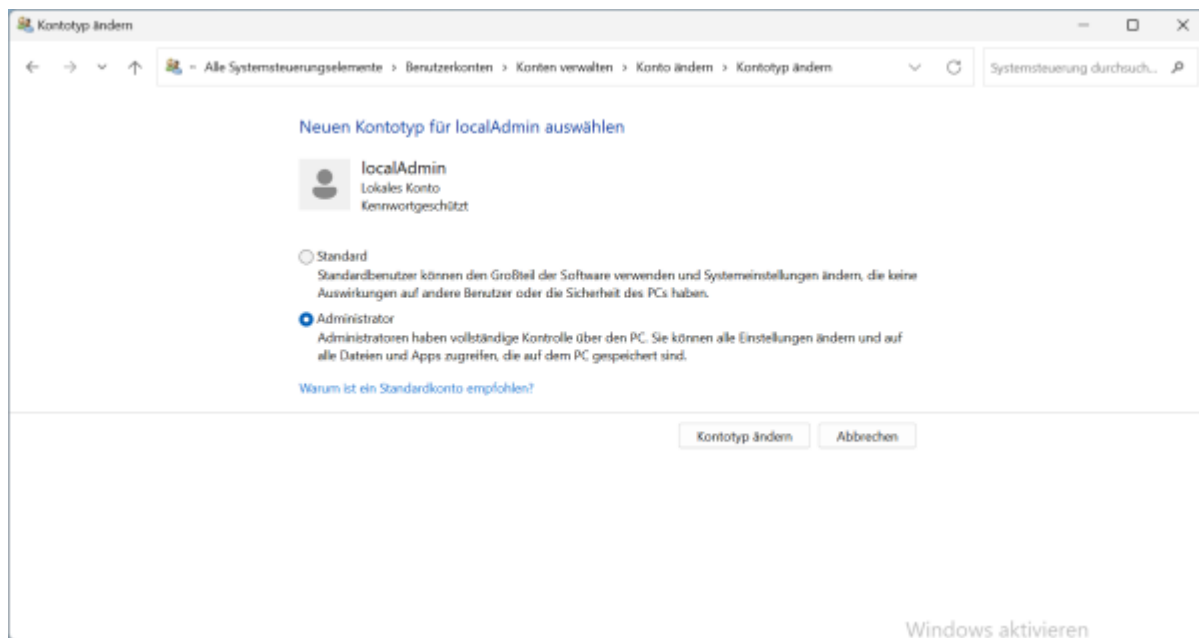 Kontotyp ändern
Alle Systemsteuerungselemente > Benutzerkonten > Konten verwalten > Konto ändern > Kontotyp ändern
Systemsteuerung durchsuch...
Neuen Kontotyp für localAdmin auswählen
localAdmin
Lokales Konto
Kennwortgeschützt
Standard
Standardbenutzer können den Großteil der Software verwenden und Systemeinstellungen ändern, die keine
Auswirkungen auf andere Benutzer oder die Sicherheit des PCs haben.
Administrator
Administratoren haben vollständige Kontrolle über den PC. Sie können alle Einstellungen ändern und auf
alle Dateien und Apps zugreifen, die auf dem PC gespeichert sind.
Warum ist ein Standardkonto empfohlen?
Kontotyp ändern Abbrechen
Windows aktivieren